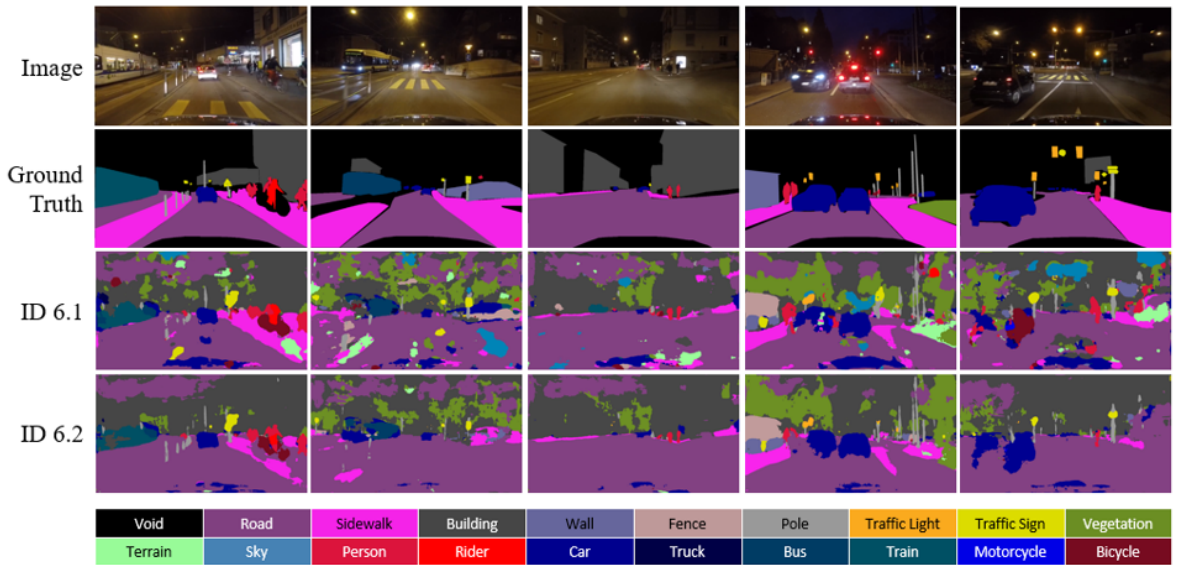 Image
Ground
Truth
ID 6.1
ID 6.2
Void Road Sidewalk Building Wall Fence Pole Traffic Light Traffic Sign Vegetation
Terrain Sky Person Rider Car Truck Bus Train Motorcycle Bicycle